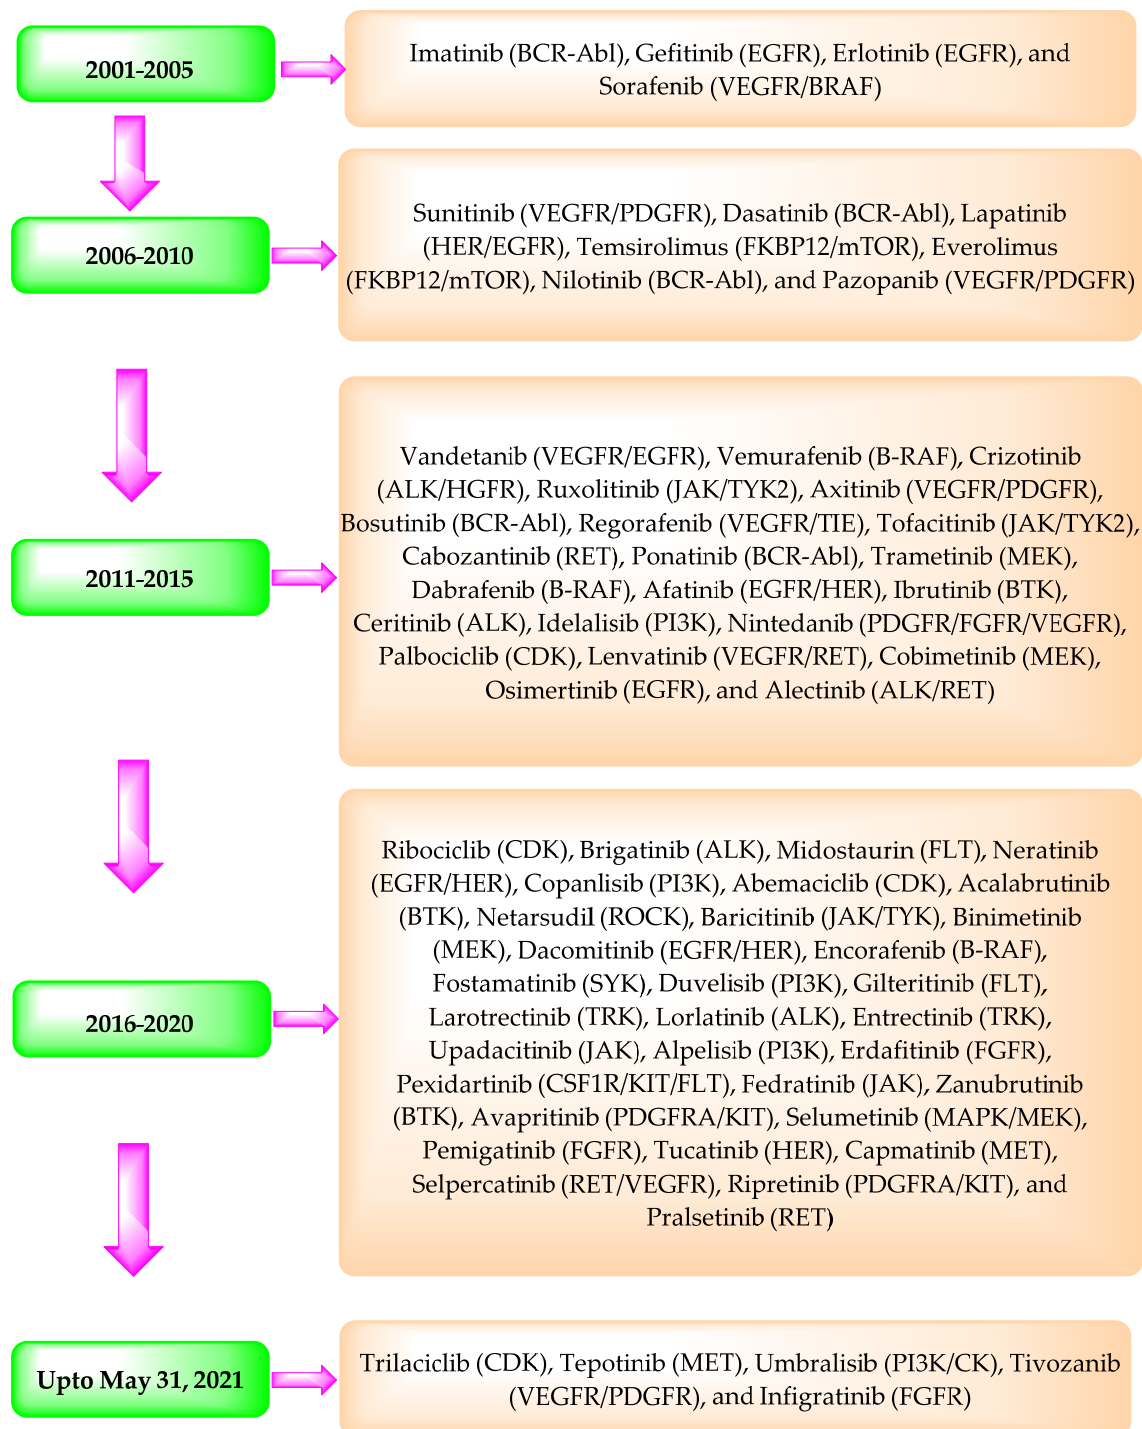 2001-2005
Imatinib (BCR-Abl), Gefitinib (EGFR), Erlotinib (EGFR), and
Sorafenib (VEGFR/BRAF)
2006-2010
Sunitinib (VEGFR/PDGFR), Dasatinib (BCR-Abl), Lapatinib
(HER/EGFR), Temsirolimus (FKBP12/mTOR), Everolimus
(FKBP12/mTOR), Nilotinib (BCR-Abl), and Pazopanib (VEGFR/PDGFR)
2011-2015
Vandetanib (VEGFR/EGFR), Vemurafenib (B-RAF), Crizotinib
(ALK/HGFR), Ruxolitinib (JAK/TYK2), Axitinib (VEGFR/PDGFR),
Bosutinib (BCR-Abl), Regorafenib (VEGFR/TIE), Tofacitinib (JAK/TYK2),
Cabozantinib (RET), Ponatinib (BCR-Abl), Trametinib (MEK),
Dabrafenib (B-RAF), Afatinib (EGFR/HER), Ibrutinib (BTK),
Ceritinib (ALK), Idelalisib (PI3K), Nintedanib (PDGFR/FGFR/VEGFR),
Palbociclib (CDK), Lenvatinib (VEGFR/RET), Cobimetinib (MEK),
Osimertinib (EGFR), and Alectinib (ALK/RET)
2016-2020
Ribociclib (CDK), Brigatinib (ALK), Midostaurin (FLT), Neratinib
(EGFR/HER), Copanlisib (PI3K), Abemaciclib (CDK), Acalabrutinib
(BTK), Netarsudil (ROCK), Baricitinib (JAK/TYK), Binimetinib
(MEK), Dacomitinib (EGFR/HER), Encorafenib (B-RAF),
Fostamatinib (SYK), Duvelisib (PI3K), Gilteritinib (FLT),
Larotrectinib (TRK), Lorlatinib (ALK), Entrectinib (TRK),
Upadacitinib (JAK), Alpelisib (PI3K), Erdafitinib (FGFR),
Pexidartinib (CSF1R/KIT/FLT), Fedratinib (JAK), Zanubrutinib
(BTK), Avapritinib (PDGFRA/KIT), Selumetinib (MAPK/MEK),
Pemigatinib (FGFR), Tucatinib (HER), Capmatinib (MET),
Selpercatinib (RET/VEGFR), Ripretinib (PDGFRA/KIT), and
Pralsetinib (RET)
Upto May 31, 2021
Trilaciclib (CDK), Tepotinib (MET), Umbralisib (PI3K/CK), Tivozanib
(VEGFR/PDGFR), and Infigratinib (FGFR)